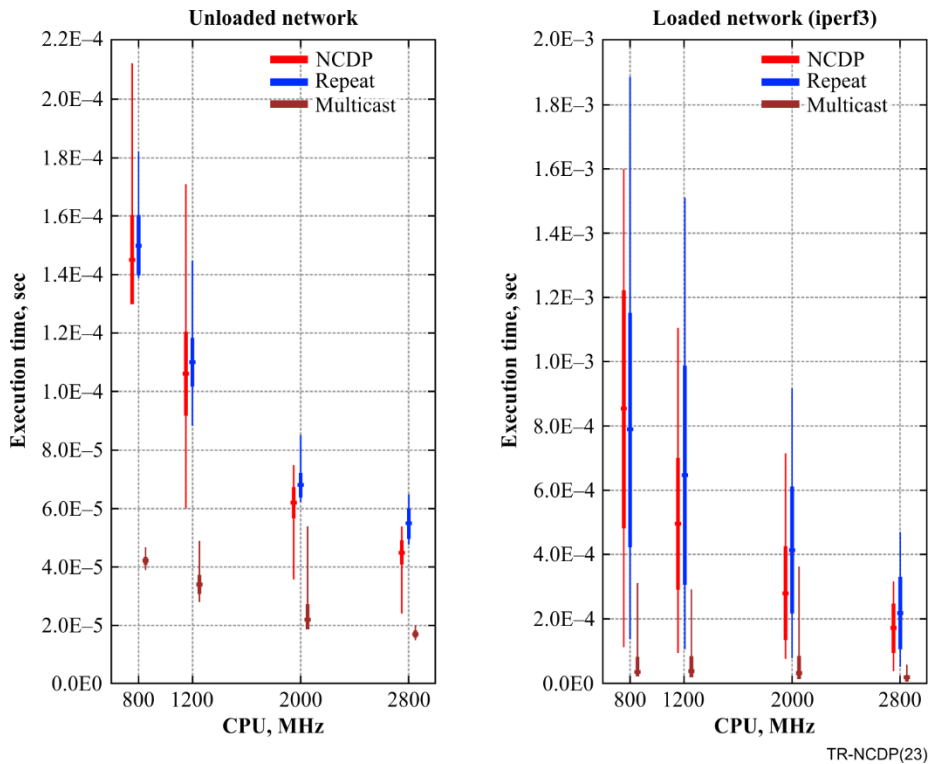 Unloaded network
2.2E–4
2.0E–4
1.8E–4
1.6E–4
1.4E–4
1.2E–4
1.0E–4
8.0E–5
6.0E–5
4.0E–5
2.0E–5
0.0E0
Execution time, sec
NCDP
Repeat
Multicast
800 1200 2000 2800
CPU, MHz
Loaded network (iperf3)
2.0E–3
1.8E–3
1.6E–3
1.4E–3
1.2E–3
1.0E–3
8.0E–4
6.0E–4
4.0E–4
2.0E–4
0.0E0
Execution time, sec
NCDP
Repeat
Multicast
800 1200 2000 2800
CPU, MHz
TR-NCDP(23)